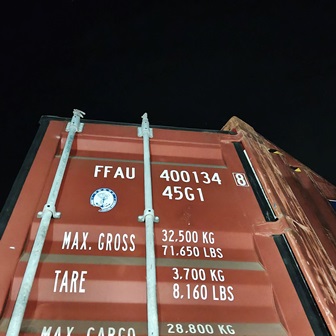 FFAU 400134 8
45G1
MAX. GROSS 32.500 KG
71.650 LBS
TARE 3.700 KG
8,160 LBS
MAX. CARGO 28.800 KG